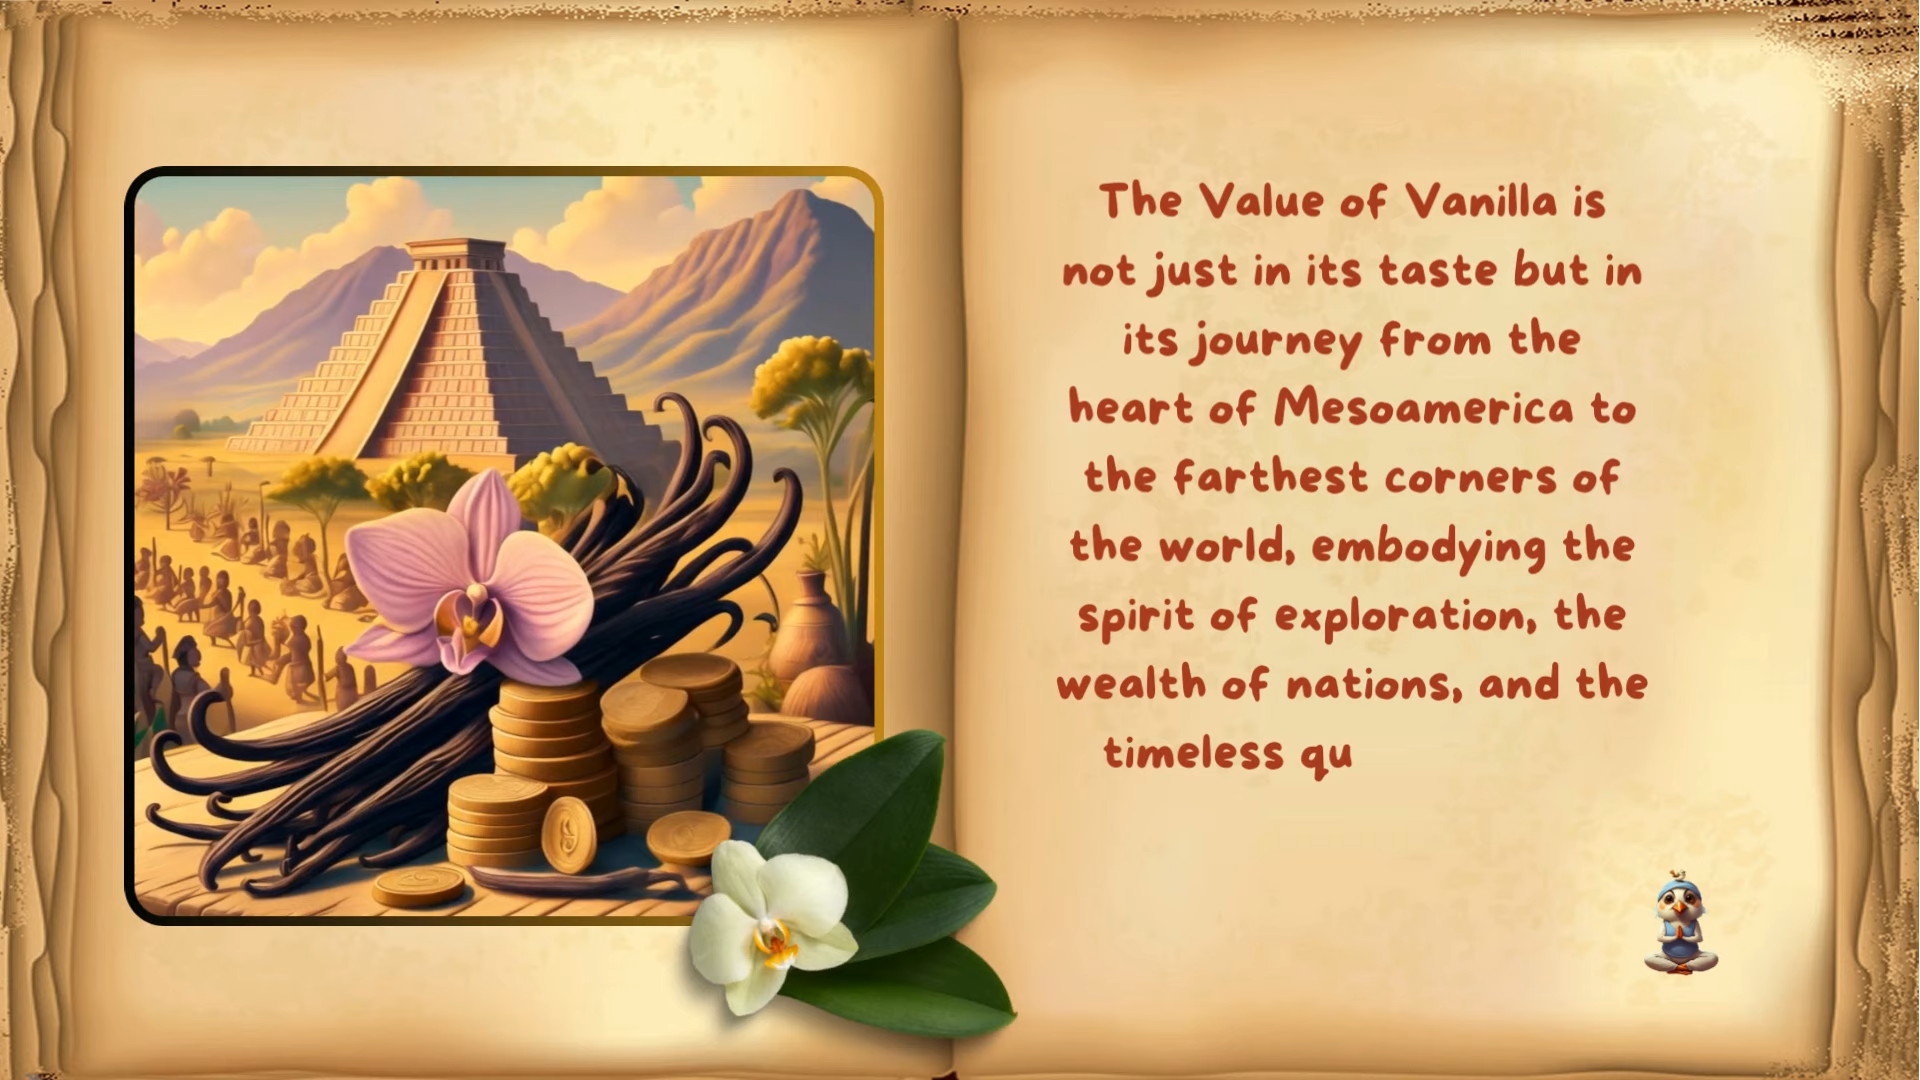 The Value of Vanilla is
not just in its taste but in
its journey from the
heart of Mesoamerica to
the farthest corners of
the world, embodying the
spirit of exploration, the
wealth of nations, and the
timeless qu